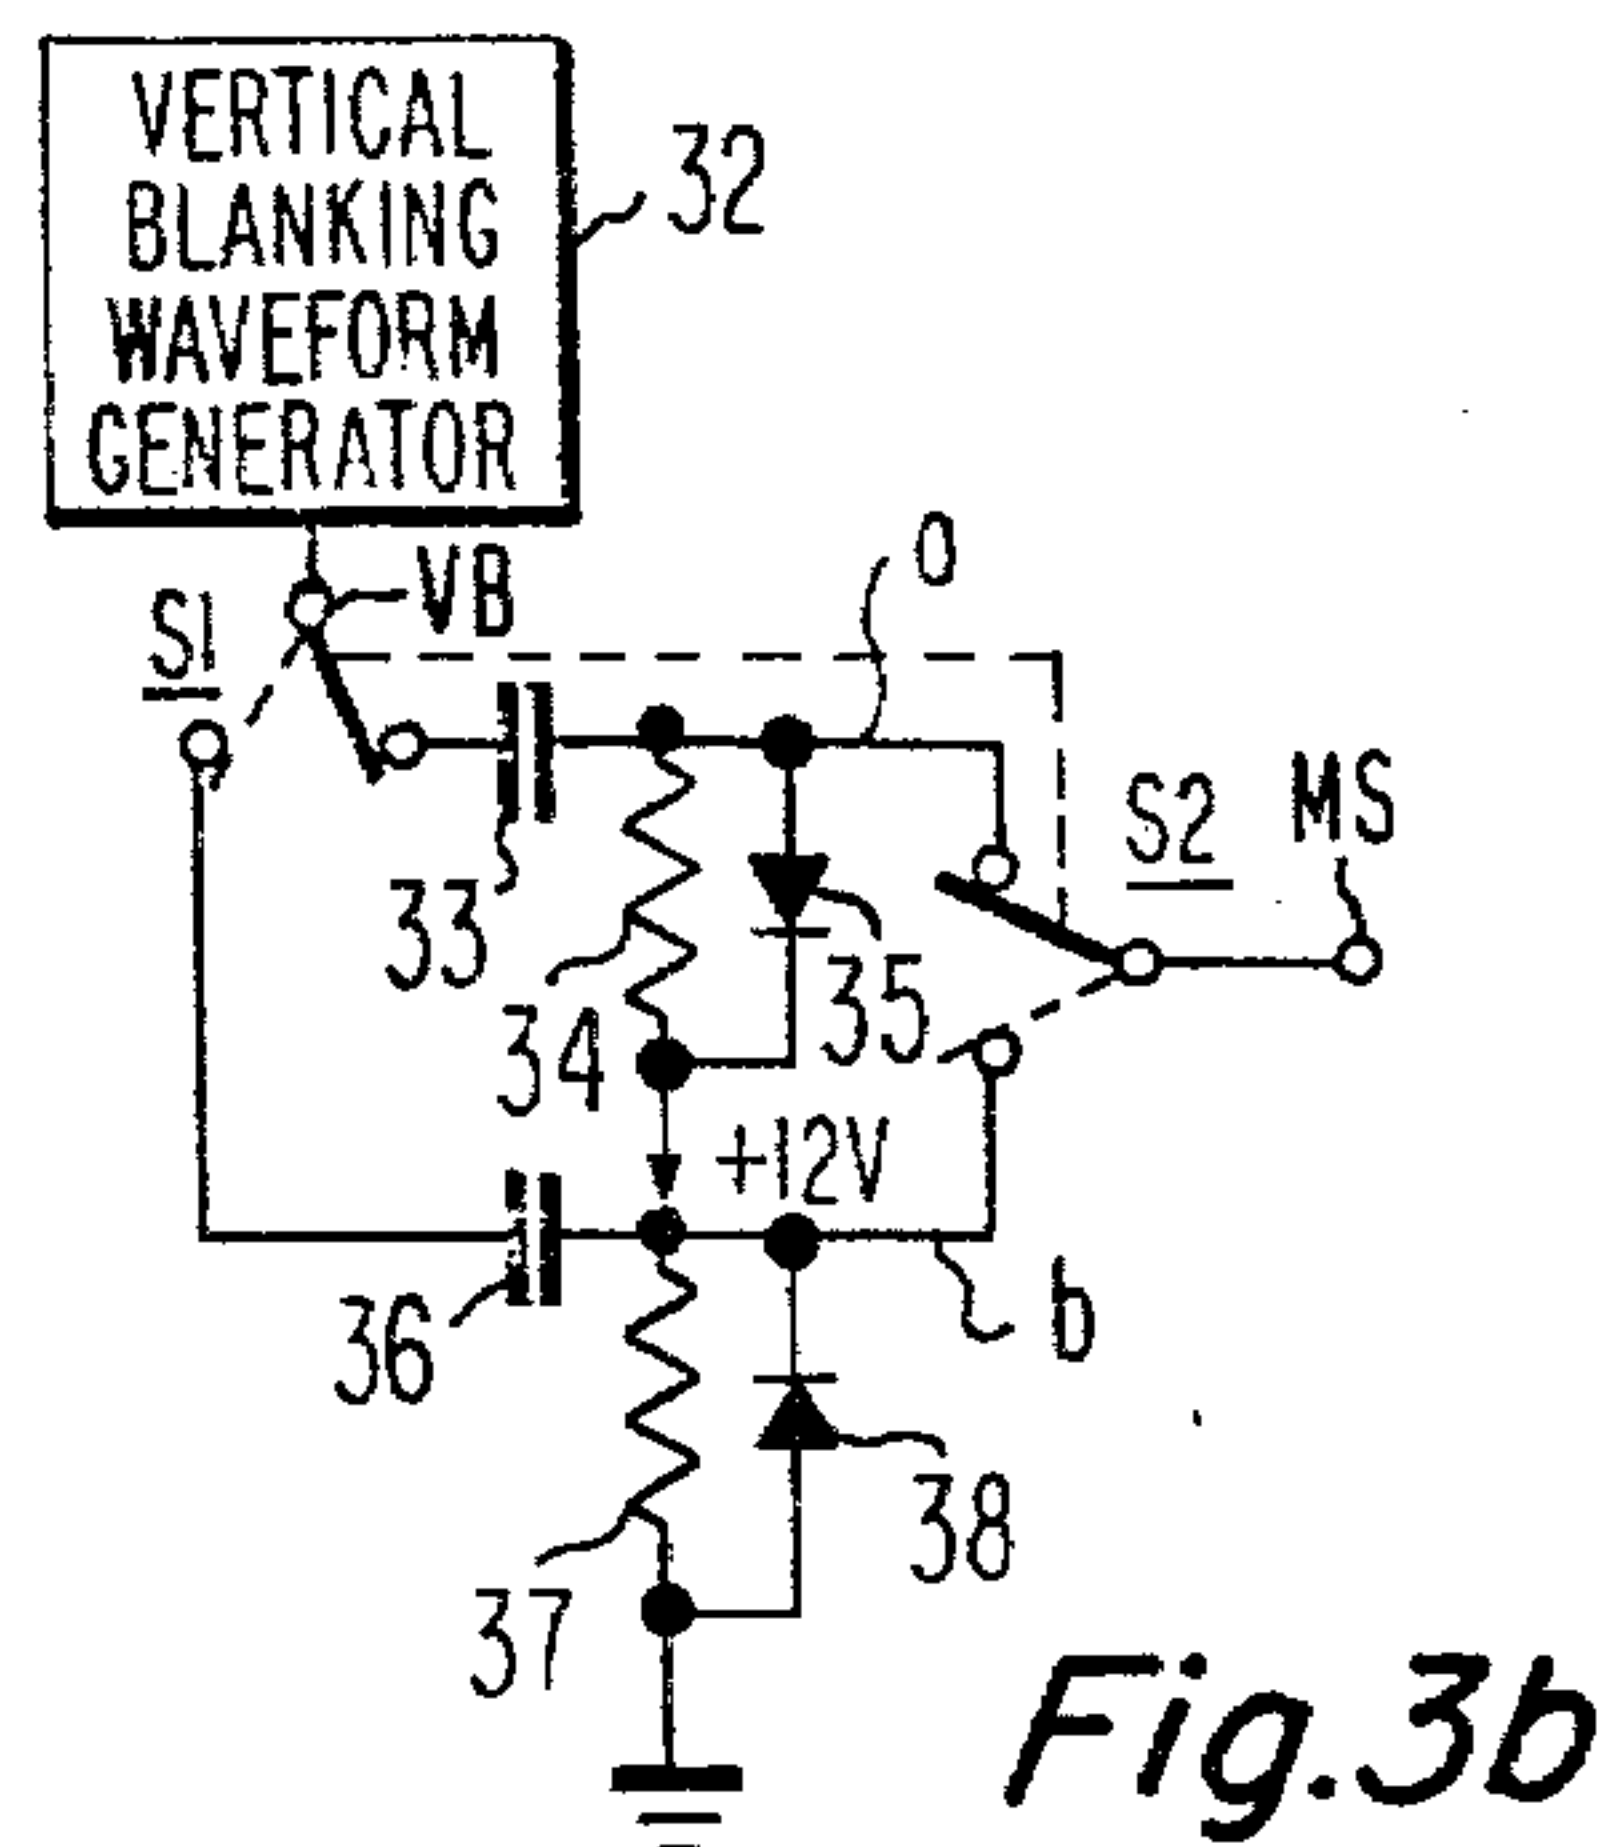 VERTICAL
BLANKING
WAVEFORM
GENERATOR
32
S1
VB
0
33
34
35
S2
MS
+12V
36
b
37
38
Fig.3b